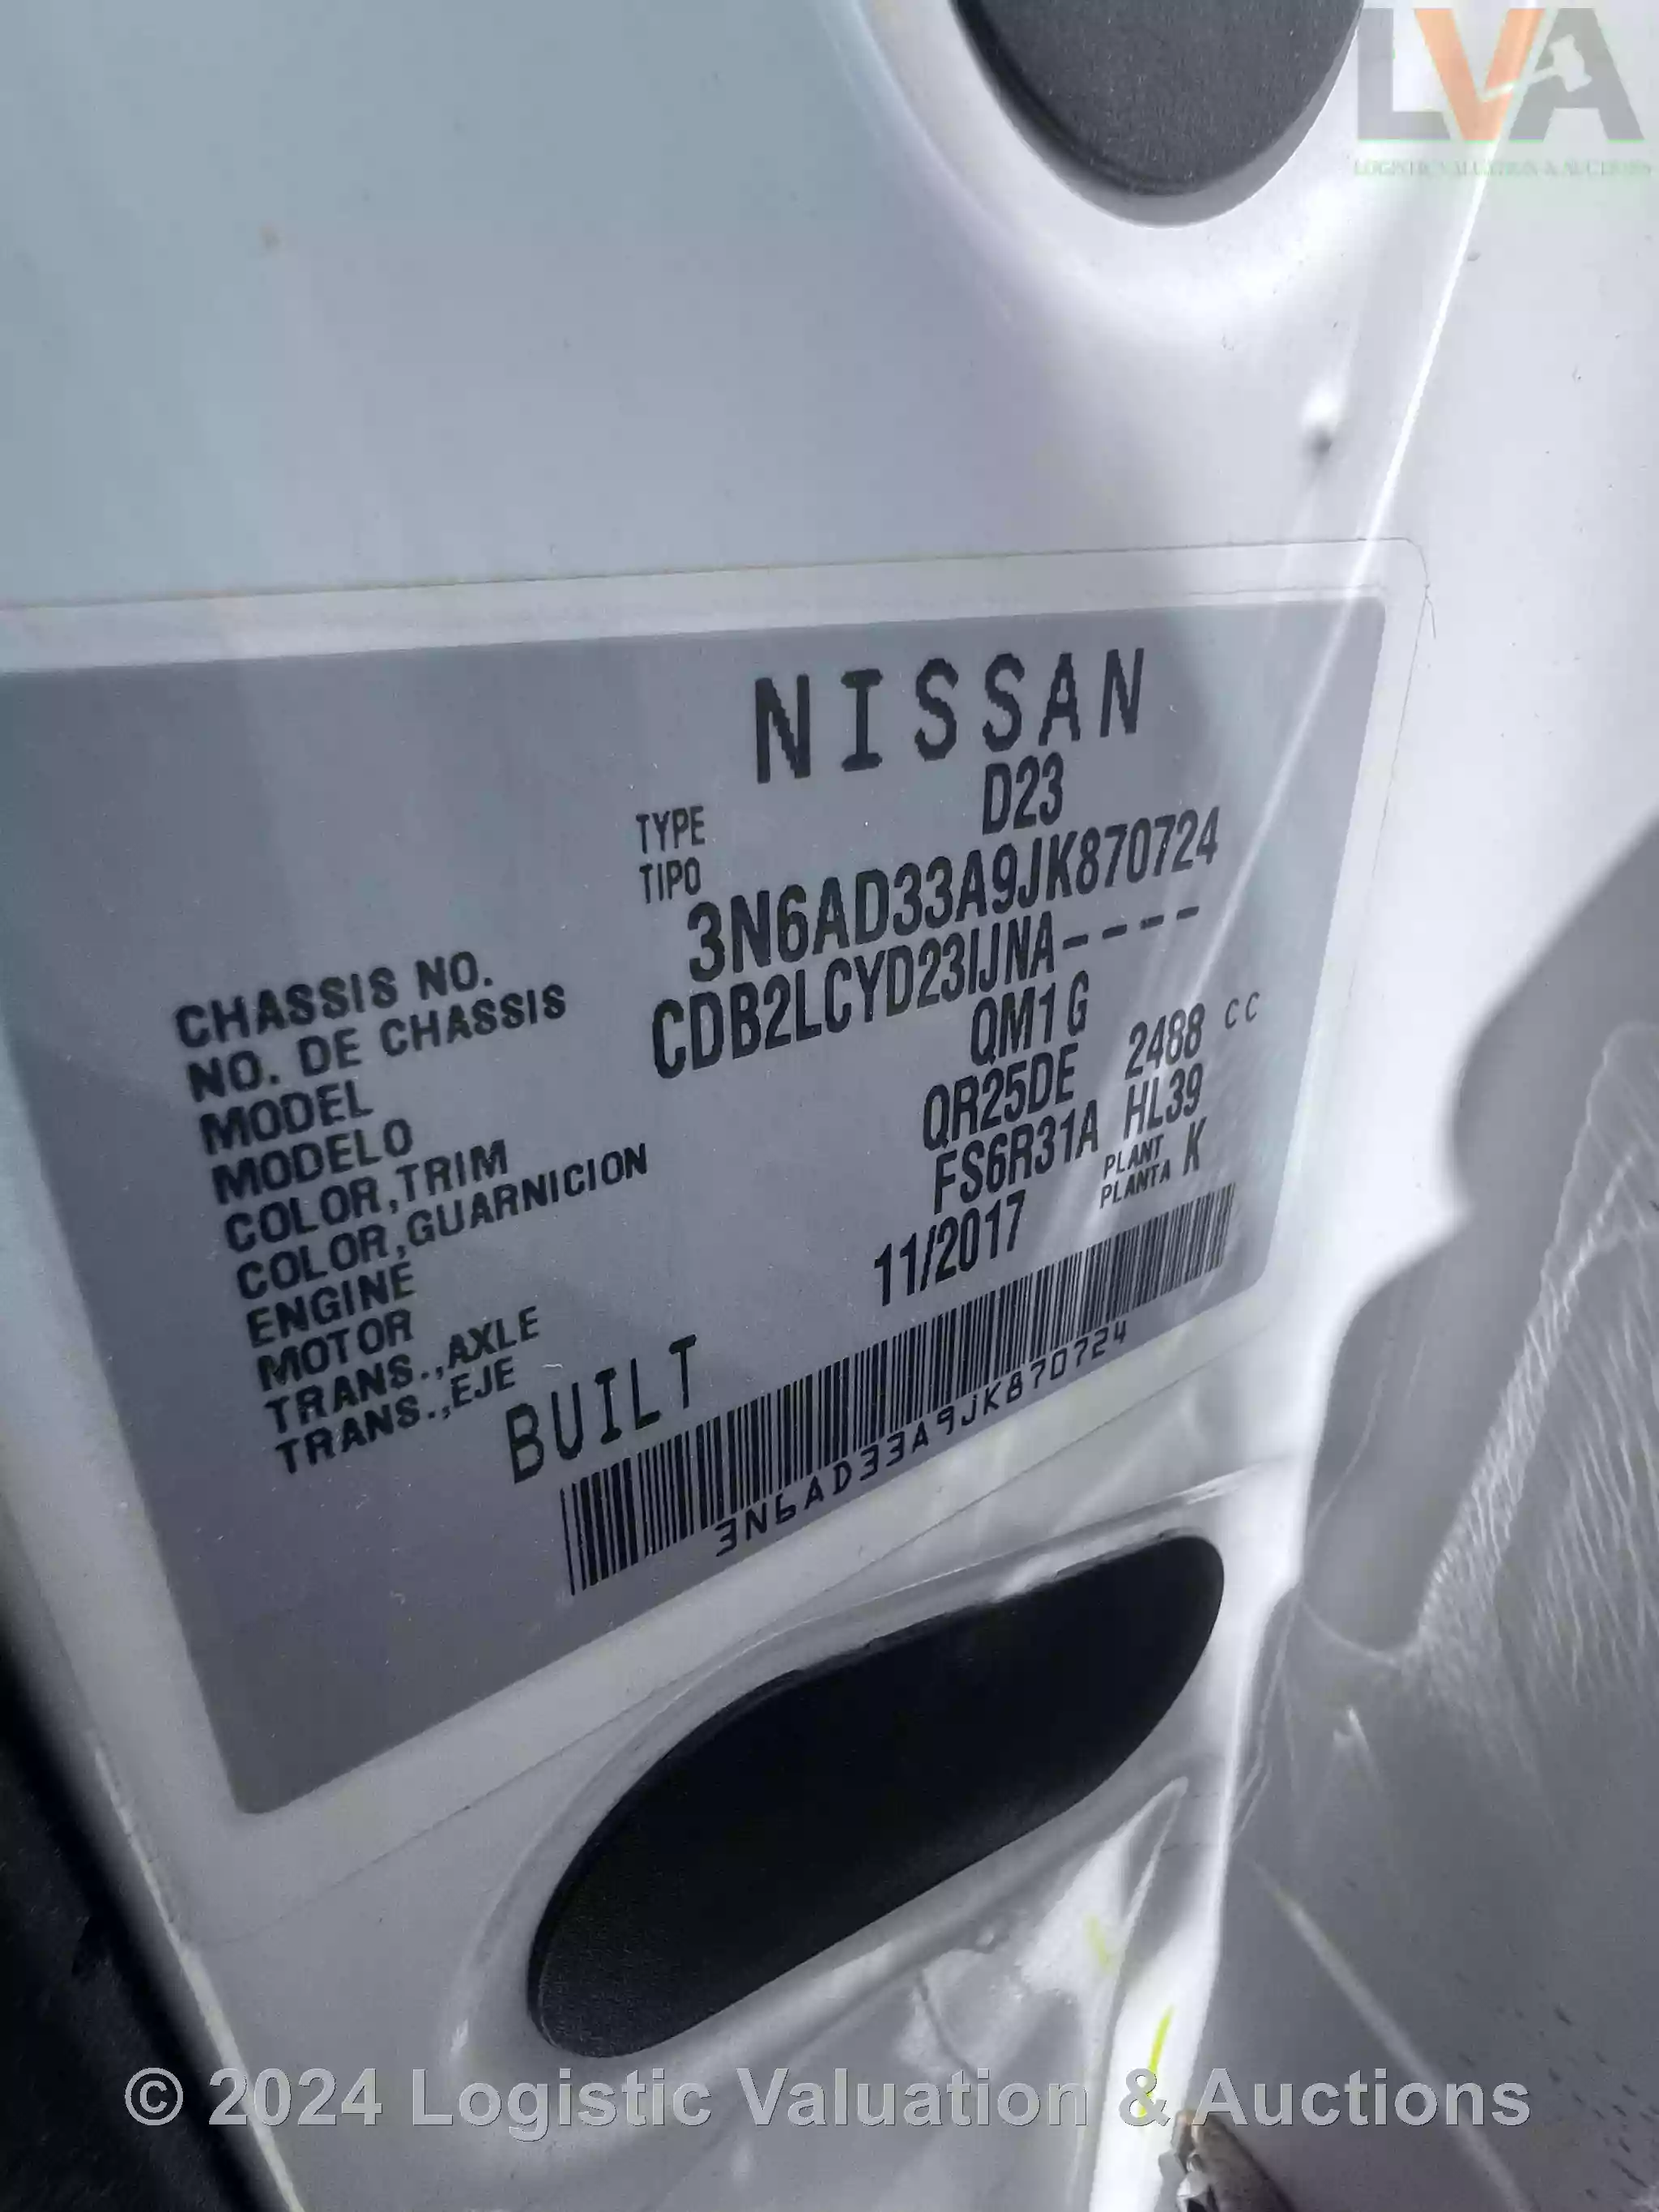 LVA
LOGISTIC VALUATION & AUCTIONS
NISSAN
TYPE
TIPO
D23
CHASSIS NO.
NO. DE CHASSIS
3N6AD33A9JK870724
MODEL
MODELO
CDB2LCYD23IJNA----
COLOR,TRIM
COLOR,GUARNICION
QM1 G
ENGINE
MOTOR
QR25DE 2488 CC
TRANS.,AXLE
TRANS.,EJE
FS6R31A HL39
PLANT
PLANTA
K
BUILT 11/2017
3N6AD33A9JK870724
© 2024 Logistic Valuation & Auctions